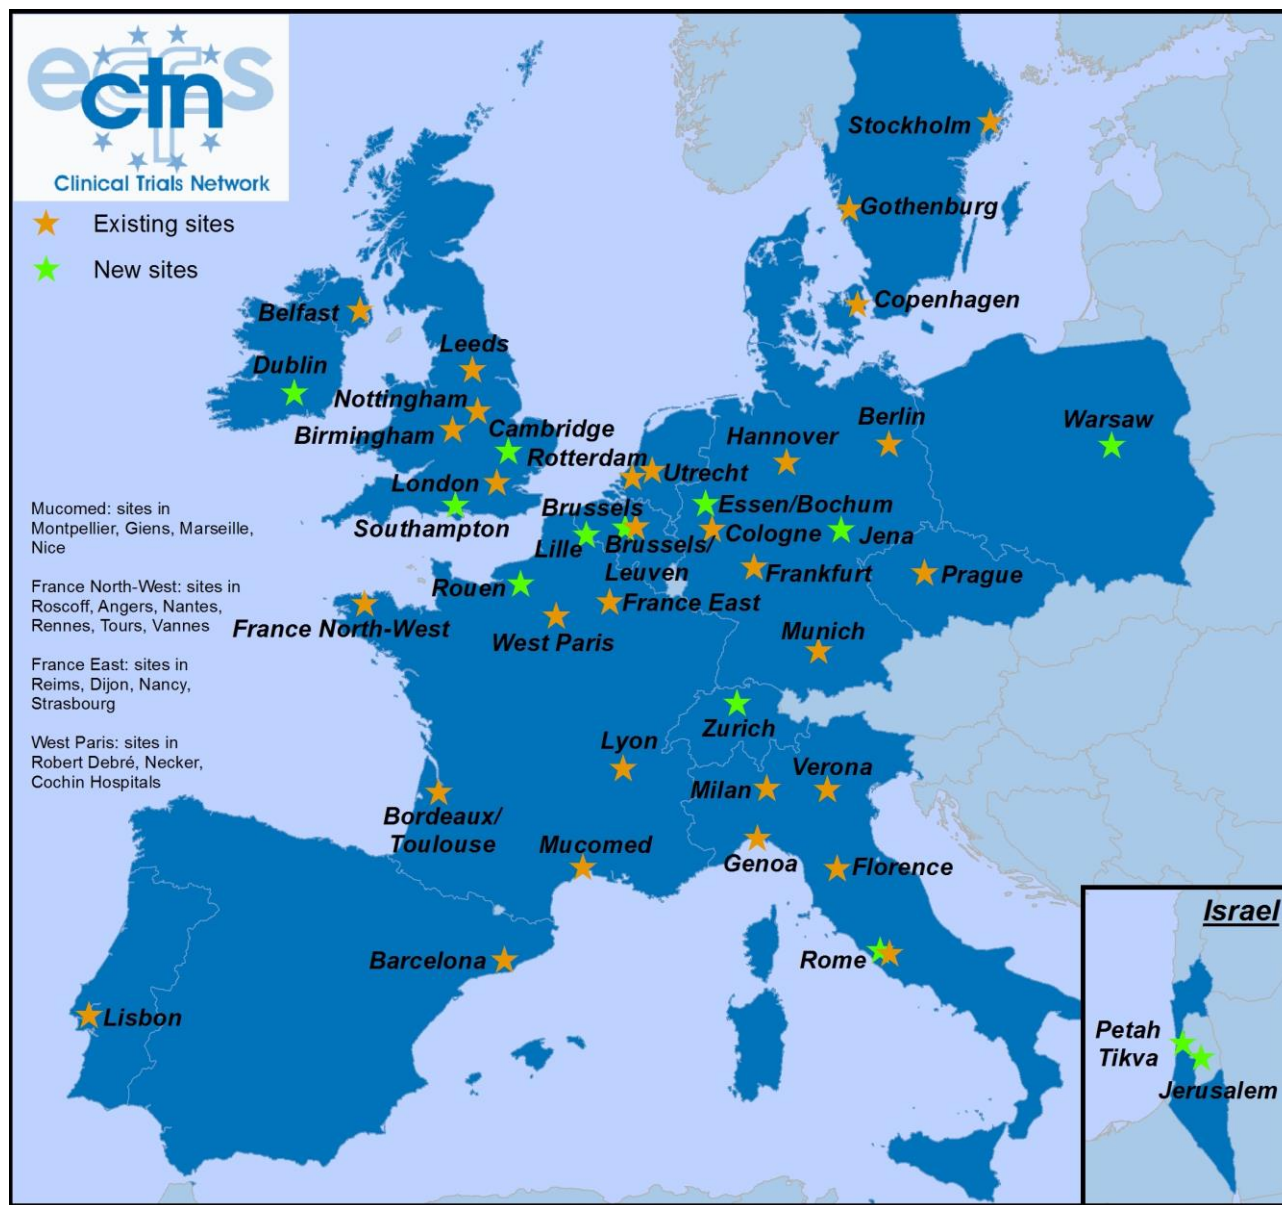 ecfs
ctn
Clinical Trials Network
Existing sites
New sites
Stockholm
Gothenburg
Copenhagen
Belfast
Dublin
Leeds
Nottingham
Birmingham
Cambridge
Rotterdam
Utrecht
London
Southampton
Hannover
Berlin
Warsaw
Essen/Bochum
Cologne
Jena
Brussels
Lille
Brussels/
Leuven
Frankfurt
Prague
Rouen
France East
France North-West
West Paris
Munich
Zurich
Lyon
Milan
Verona
Bordeaux/
Toulouse
Mucomed
Genoa
Florence
Barcelona
Rome
Lisbon
Mucomed: sites in
Montpellier, Giens, Marseille,
Nice
France North-West: sites in
Roscoff, Angers, Nantes,
Rennes, Tours, Vannes
France East: sites in
Reims, Dijon, Nancy,
Strasbourg
West Paris: sites in
Robert Debré, Necker,
Cochin Hospitals
Israel
Petah
Tikva
Jerusalem